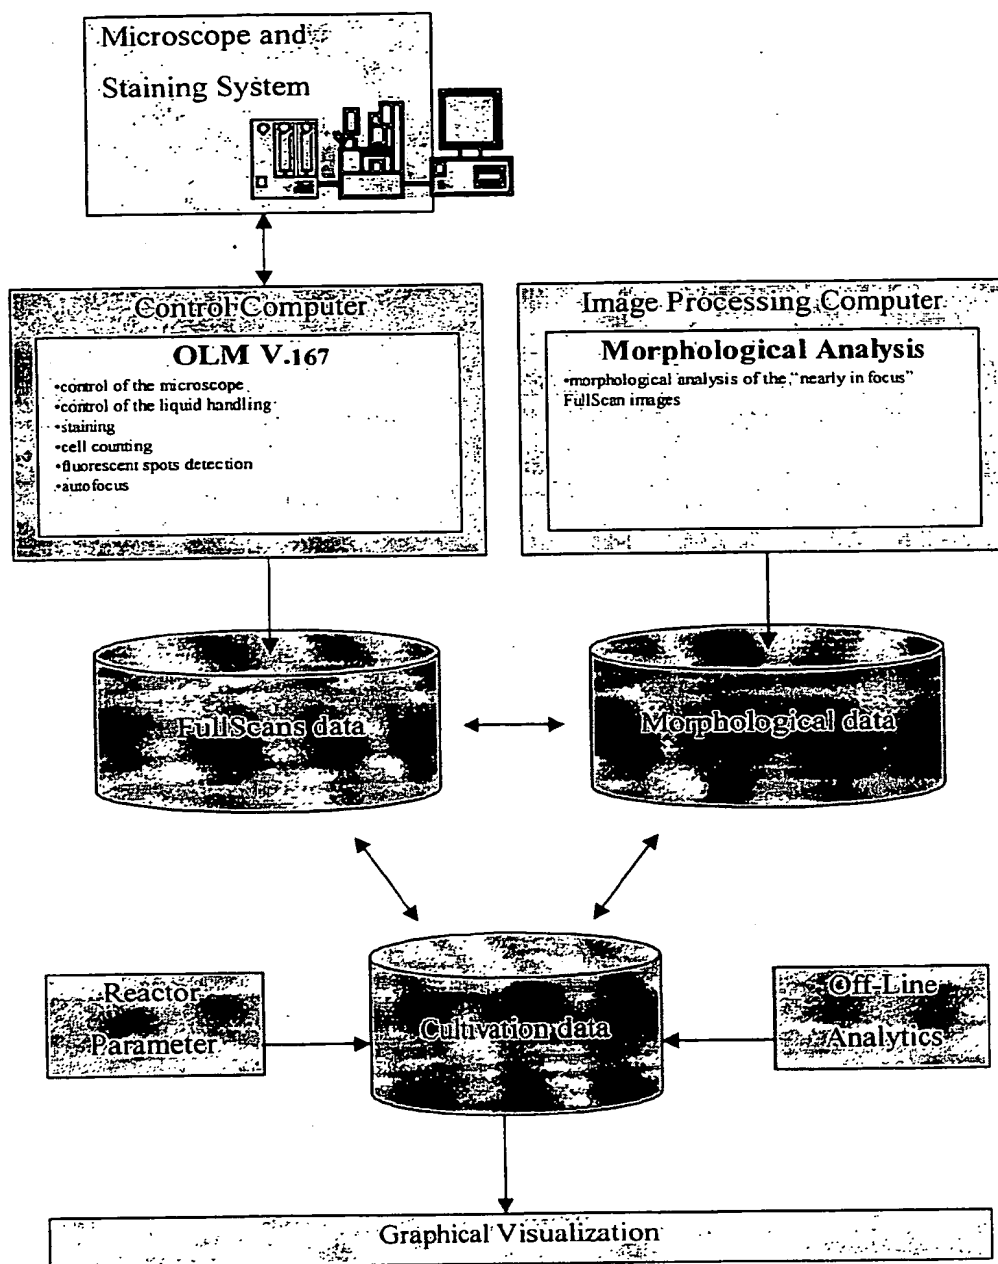 Microscope and
Staining System
Control Computer
OLM V.167
•control of the microscope
•control of the liquid handling
•staining
•cell counting
•fluorescent spots detection
•autofocus
Image Processing Computer
Morphological Analysis
•morphological analysis of the "nearly in focus"
FullScan images
FullScans data
Morphological data
Reactor
Parameter
Cultivation data
Off-Line
Analytics
Graphical Visualization